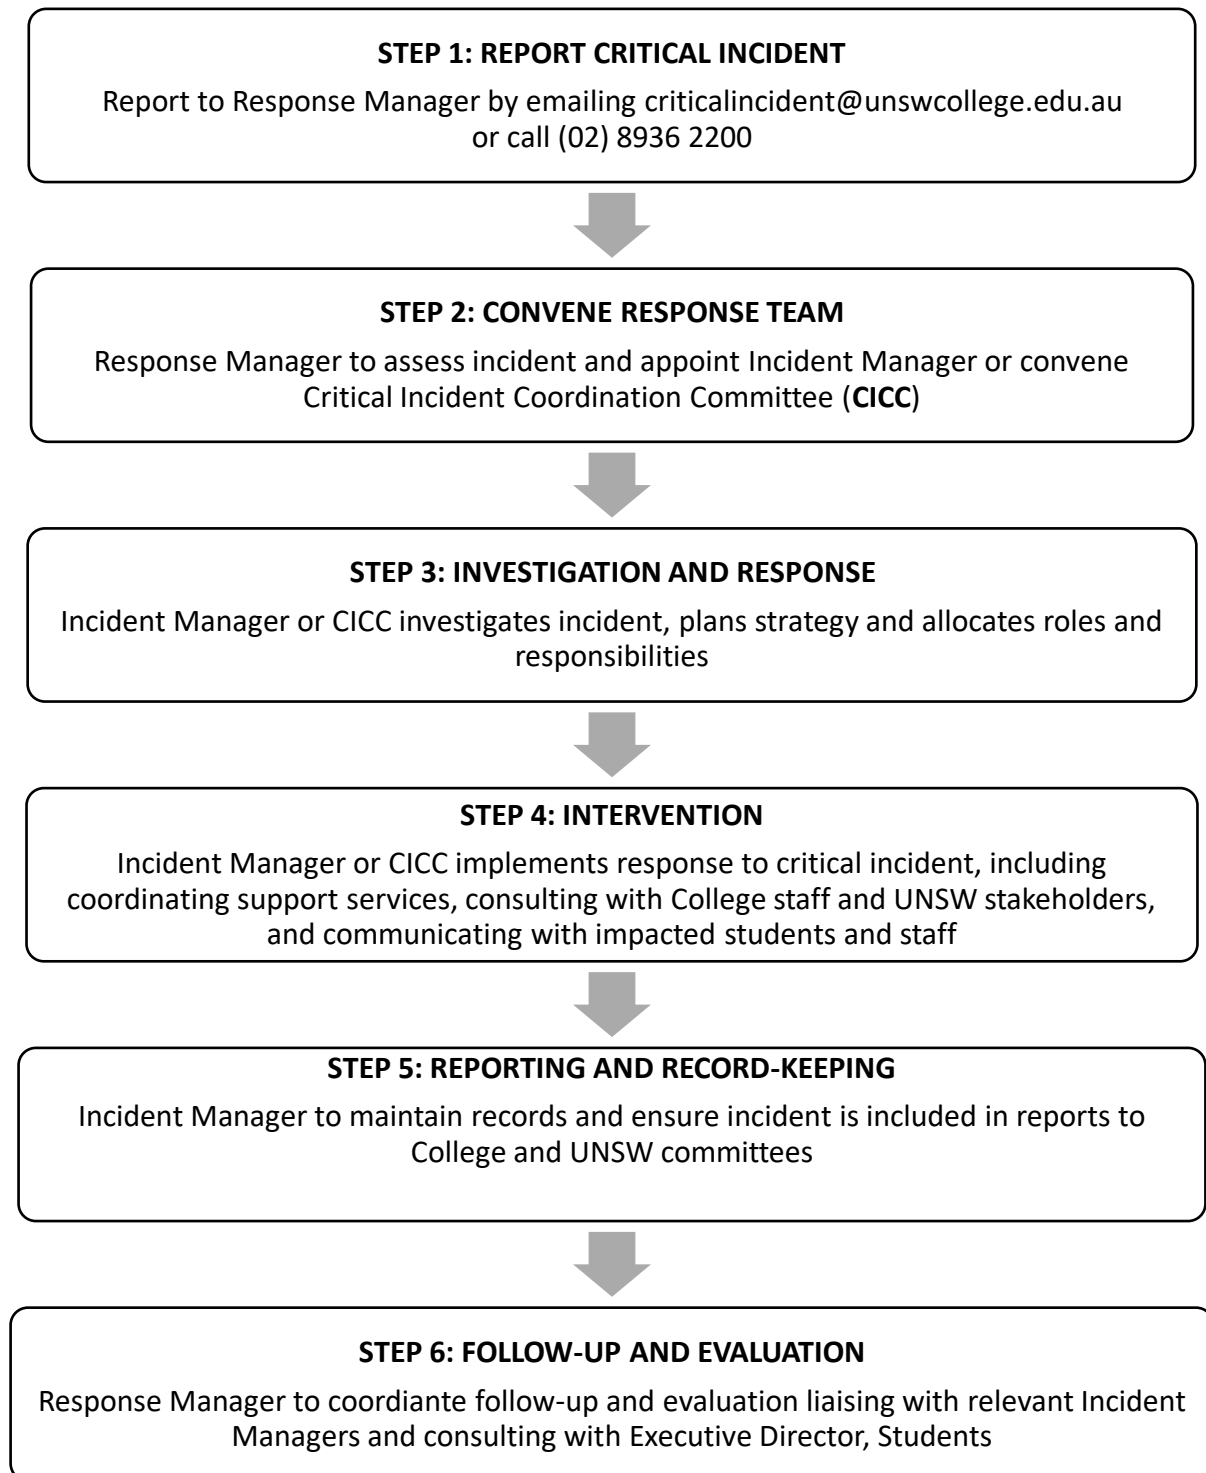 STEP 1: REPORT CRITICAL INCIDENT
Report to Response Manager by emailing criticalincident@unswcollege.edu.au
or call (02) 8936 2200
STEP 2: CONVENE RESPONSE TEAM
Response Manager to assess incident and appoint Incident Manager or convene
Critical Incident Coordination Committee (CICC)
STEP 3: INVESTIGATION AND RESPONSE
Incident Manager or CICC investigates incident, plans strategy and allocates roles and
responsibilities
STEP 4: INTERVENTION
Incident Manager or CICC implements response to critical incident, including
coordinating support services, consulting with College staff and UNSW stakeholders,
and communicating with impacted students and staff
STEP 5: REPORTING AND RECORD-KEEPING
Incident Manager to maintain records and ensure incident is included in reports to
College and UNSW committees
STEP 6: FOLLOW-UP AND EVALUATION
Response Manager to coordiante follow-up and evaluation liaising with relevant Incident
Managers and consulting with Executive Director, Students